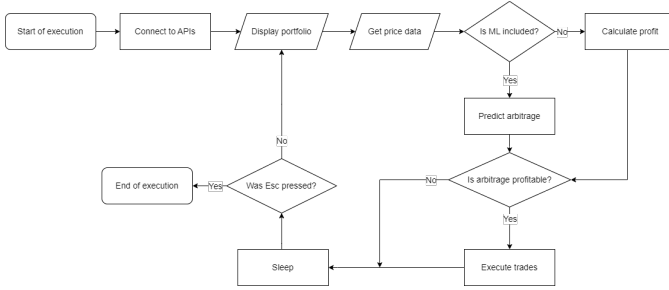 Start of execution
Connect to APIs
Display portfolio
Get price data
Is ML included?
No
Calculate profit
Yes
Predict arbitrage
No
End of execution
Yes
Was Esc pressed?
No
Is arbitrage profitable?
Yes
Sleep
Execute trades